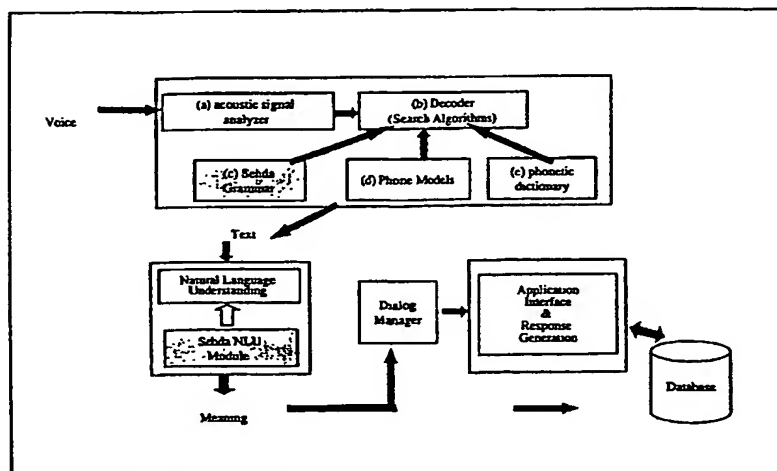 Voice
(a) acoustic signal
analyzer
(b) Decoder
(Search Algorithms)
(c) Sehda
Grammar
(d) Phone Models
(e) phonetic
dictionary
Text
Natural Language
Understanding
Sehda NLU
Module
Meaning
Dialog
Manager
Application
Interface
&
Response
Generation
Database